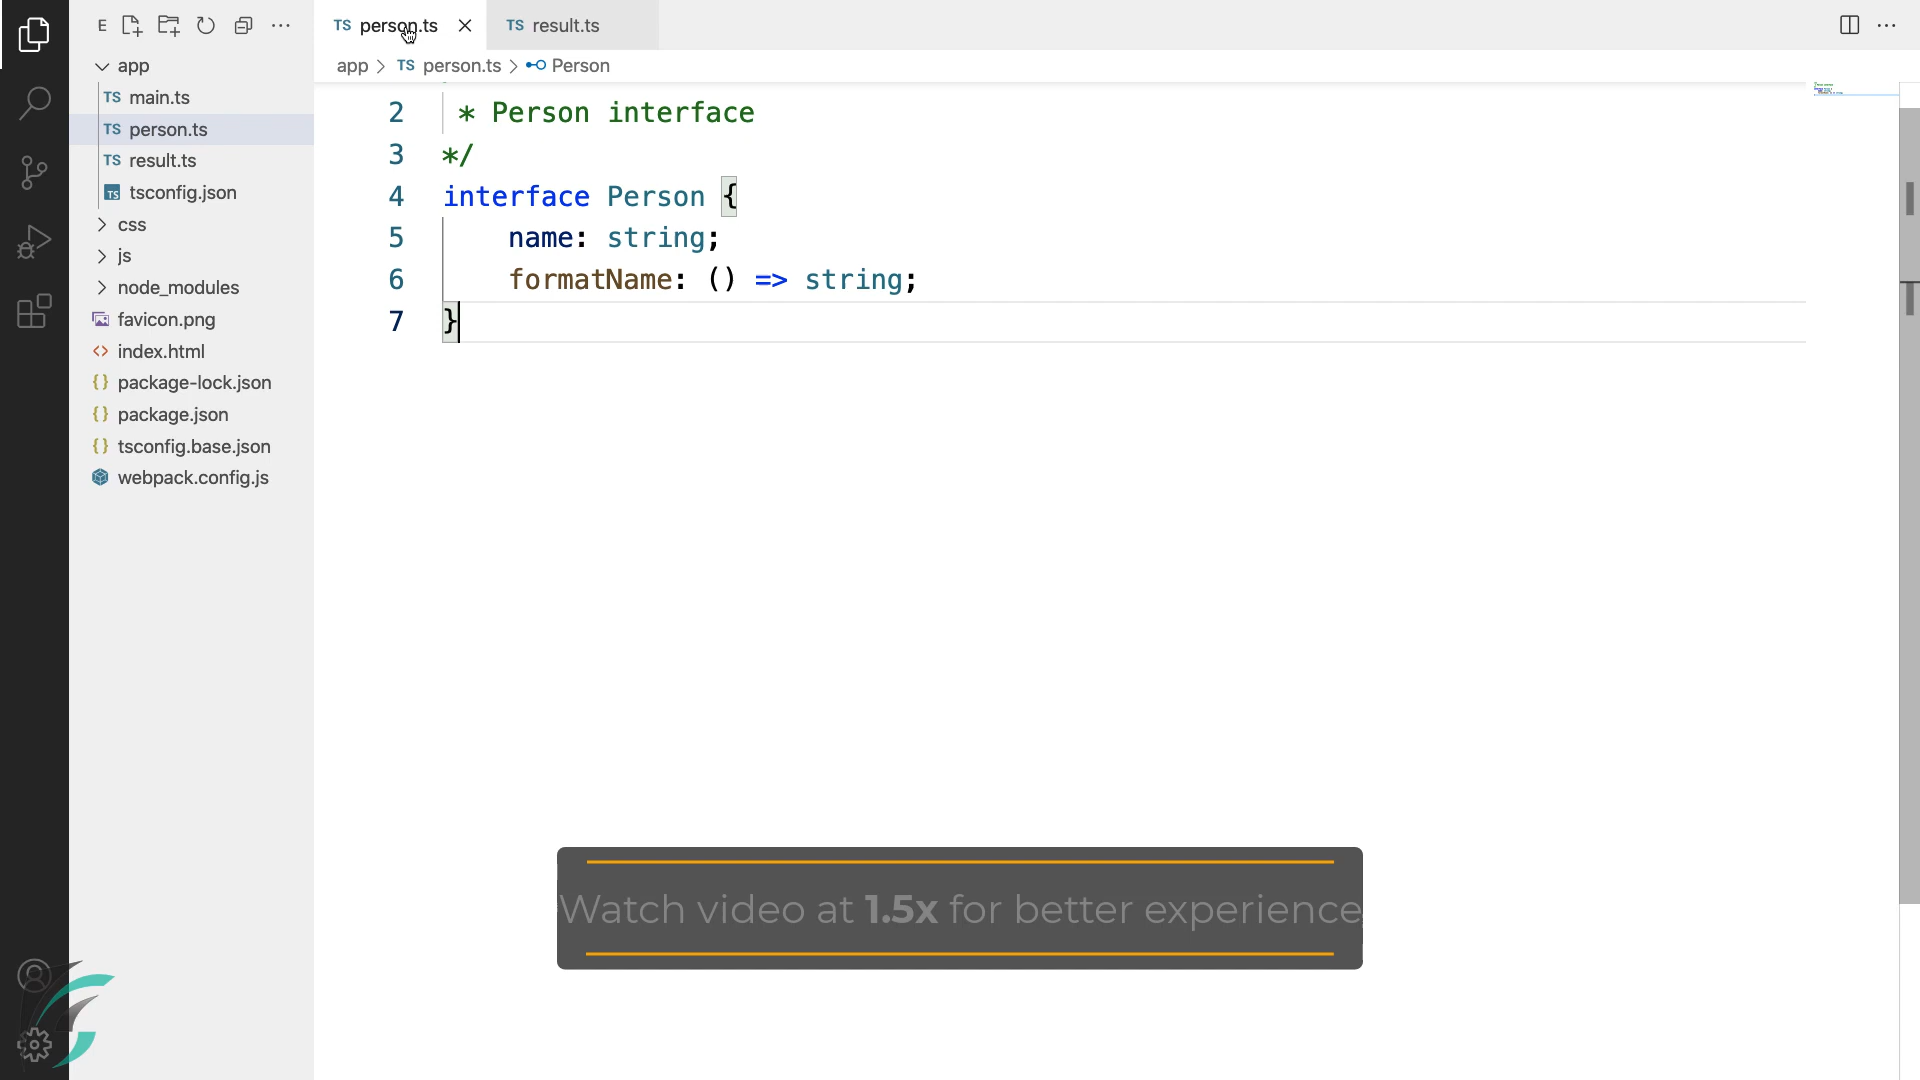 E
TS person.ts
TS result.ts
app > TS person.ts > Person
app
TS main.ts
TS person.ts
TS result.ts
TS tsconfig.json
css
js
node_modules
favicon.png
index.html
package-lock.json
package.json
tsconfig.base.json
webpack.config.js
2 * Person interface
3 */
4 interface Person {
5 name: string;
6 formatName: () => string;
7 }
Watch video at 1.5x for better experience